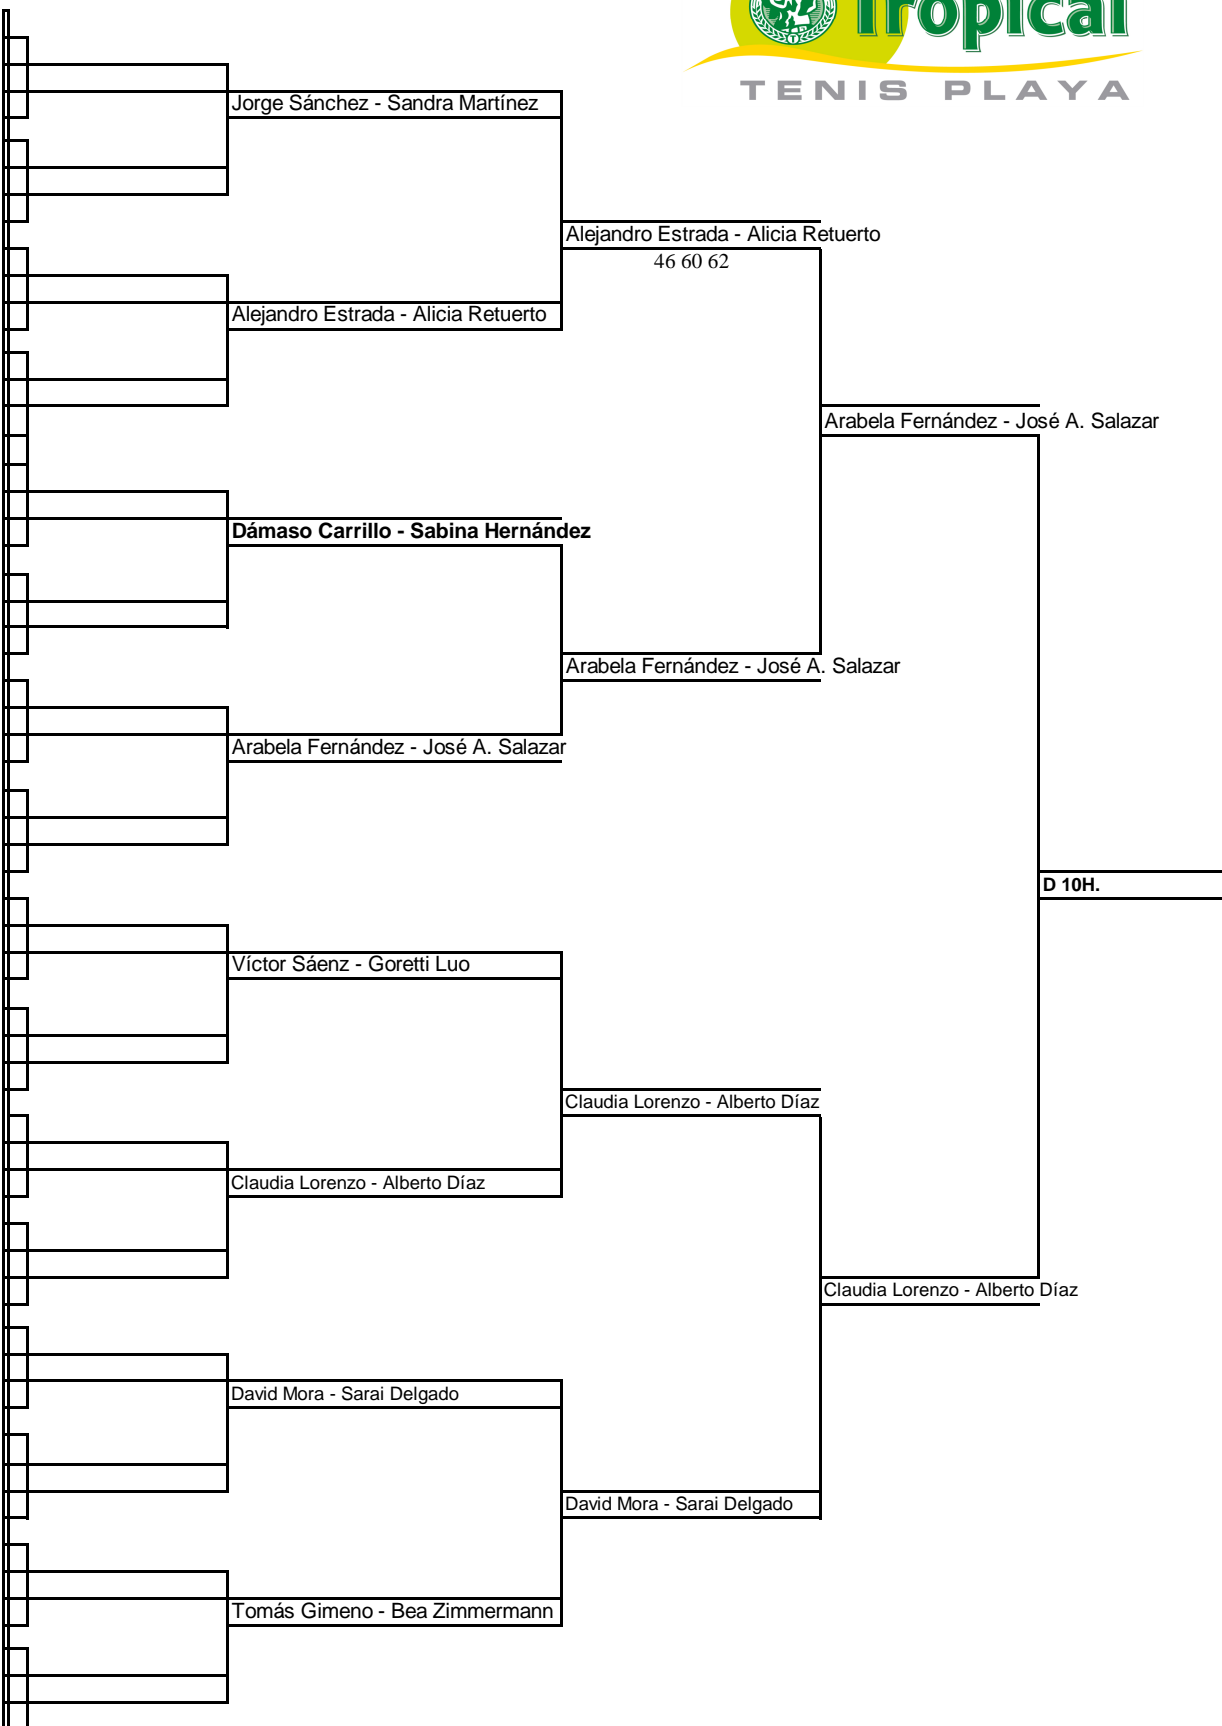 Tropical
TENIS PLAYA
Jorge Sánchez - Sandra Martínez
Alejandro Estrada - Alicia Retuerto
46 60 62
Alejandro Estrada - Alicia Retuerto
Arabela Fernández - José A. Salazar
Dámaso Carrillo - Sabina Hernández
Arabela Fernández - José A. Salazar
Arabela Fernández - José A. Salazar
D 10H.
Víctor Sáenz - Goretti Luo
Claudia Lorenzo - Alberto Díaz
Claudia Lorenzo - Alberto Díaz
Claudia Lorenzo - Alberto Díaz
David Mora - Sarai Delgado
David Mora - Sarai Delgado
Tomás Gimeno - Bea Zimmermann